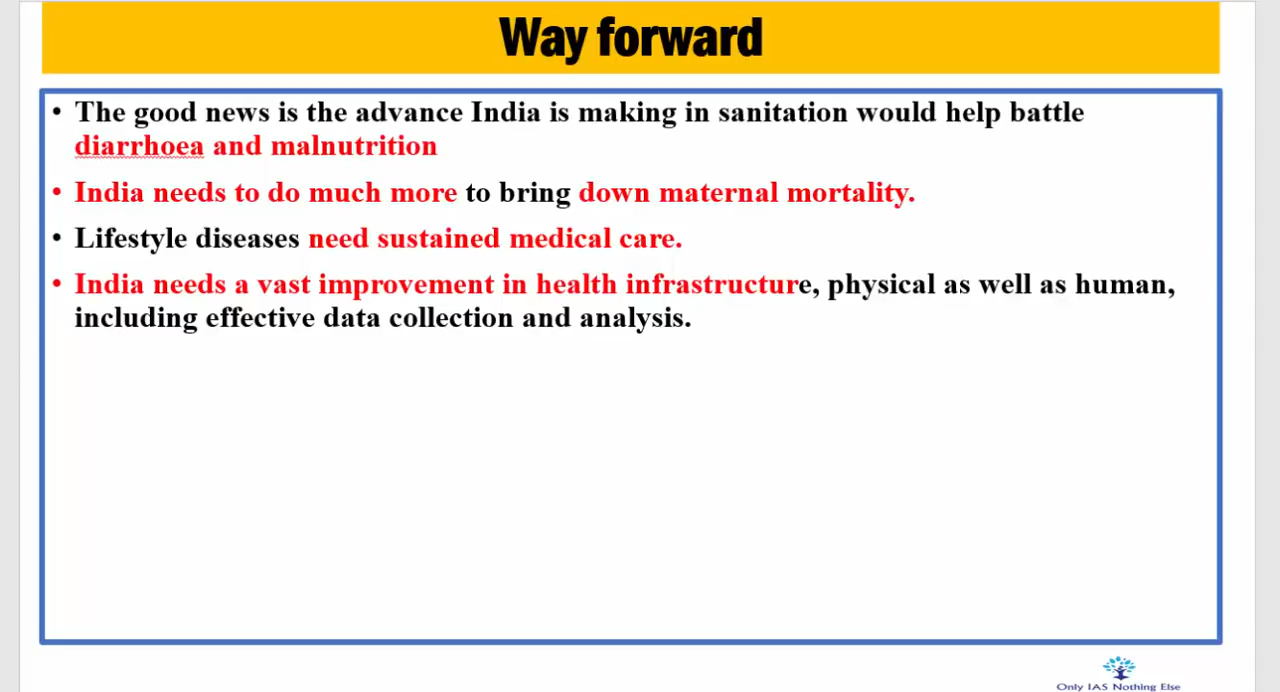 Way forward
• The good news is the advance India is making in sanitation would help battle
diarrhoea and malnutrition
• India needs to do much more to bring down maternal mortality.
• Lifestyle diseases need sustained medical care.
• India needs a vast improvement in health infrastructure, physical as well as human,
including effective data collection and analysis.
Only IAS Nothing Else